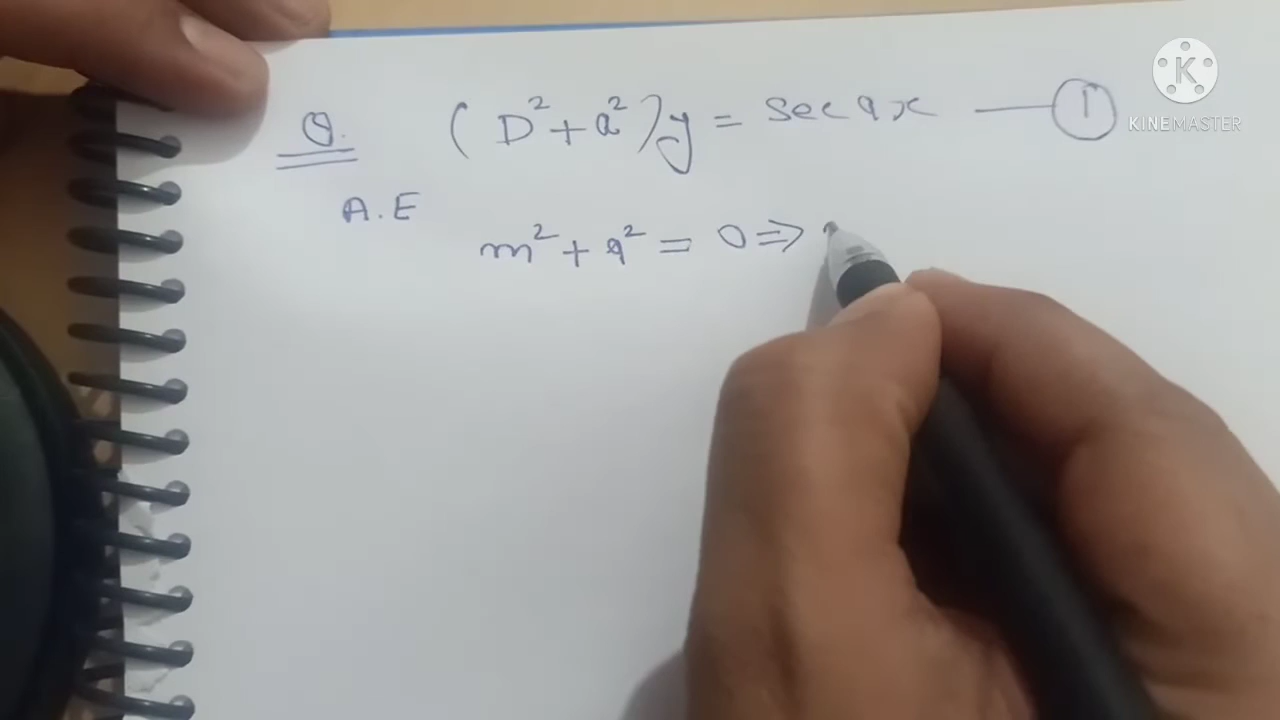 Q. (D²+a²)y = sec ax — ①
A.E
m²+a² = 0 ⇒
K
KINEMASTER